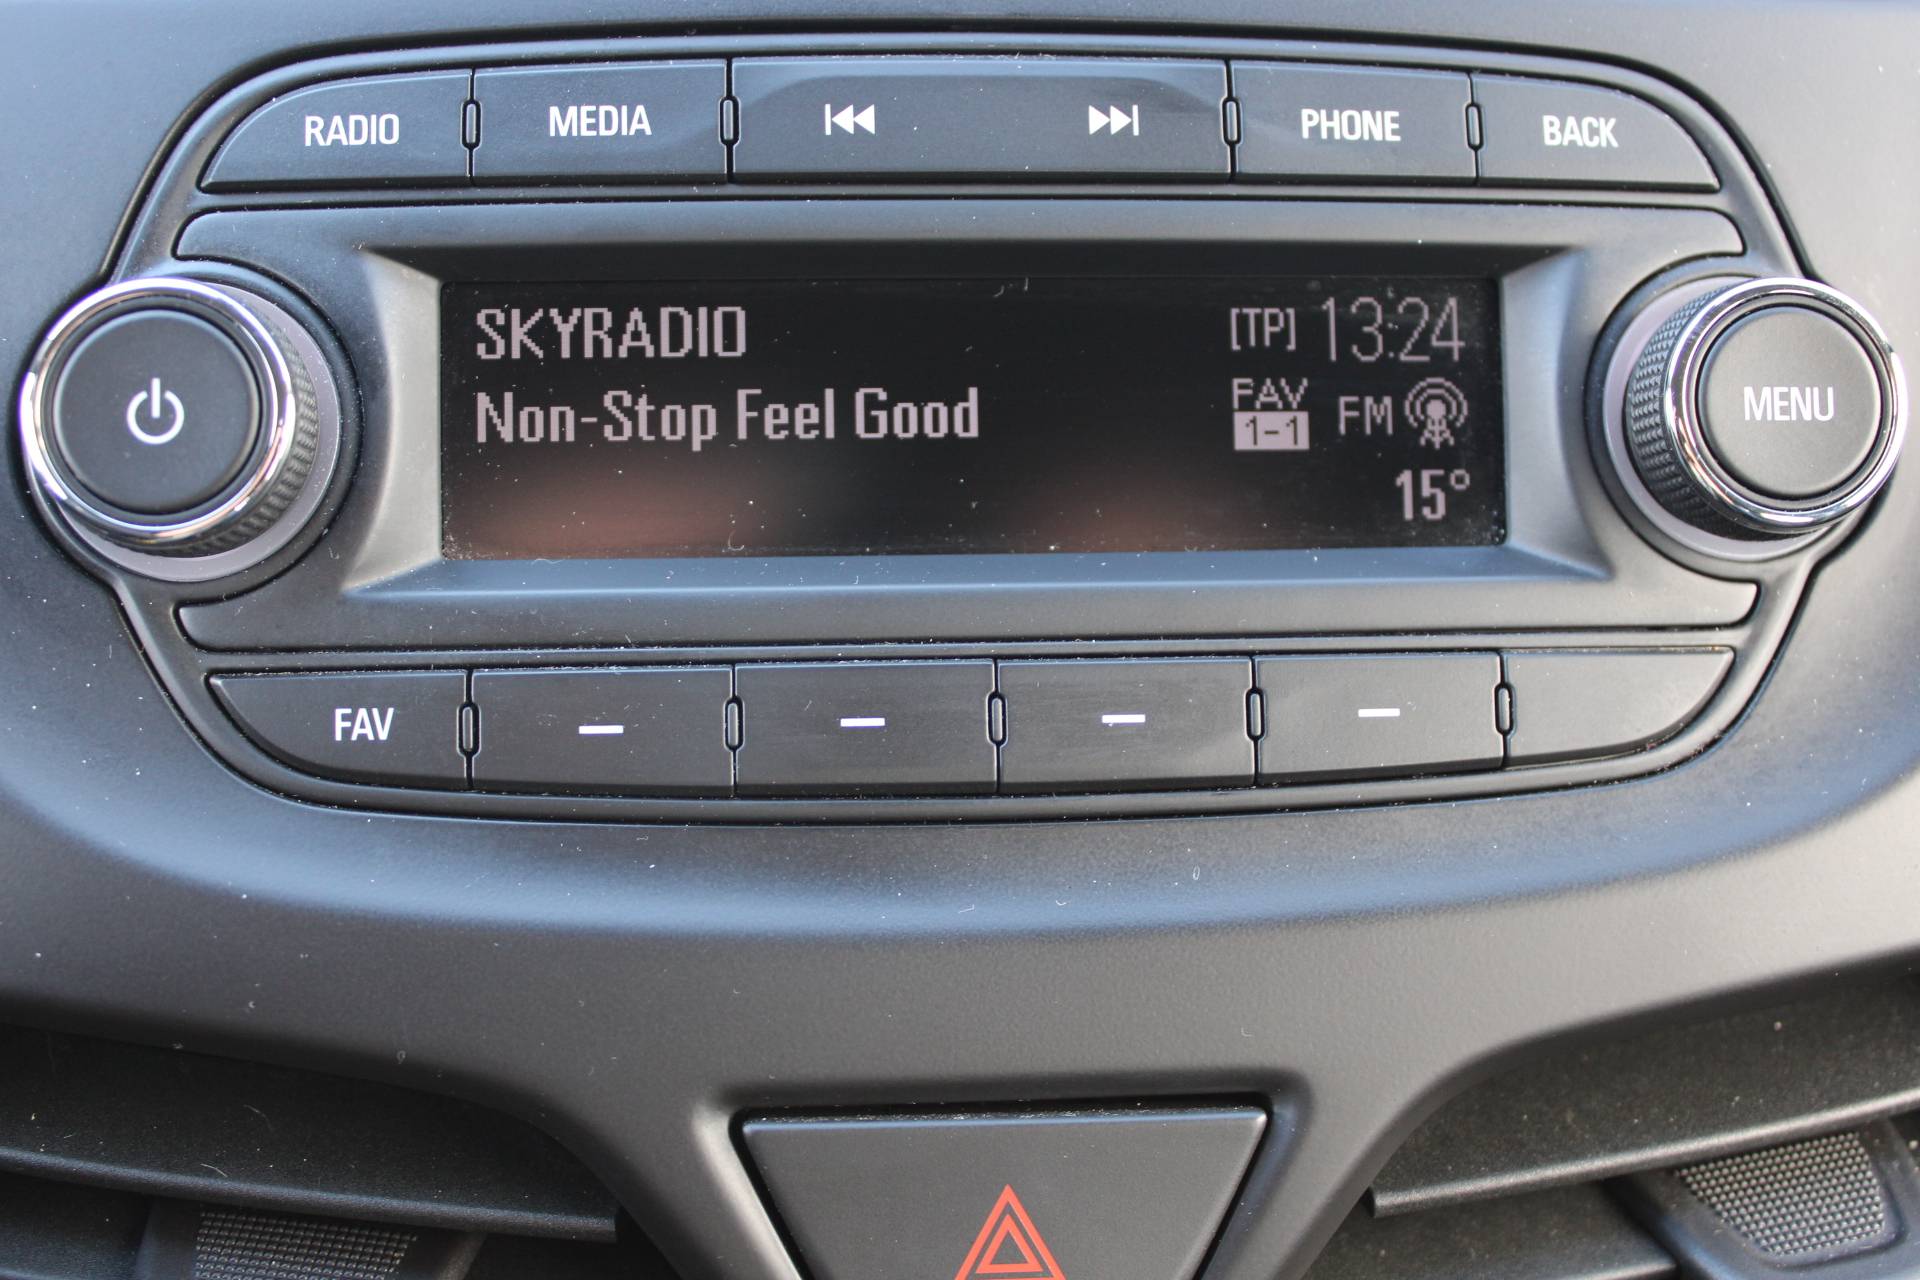 RADIO MEDIA PHONE BACK
SKYRADIO [TP] 13:24
Non-Stop Feel Good FAV 1-1 FM
15°
MENU
FAV